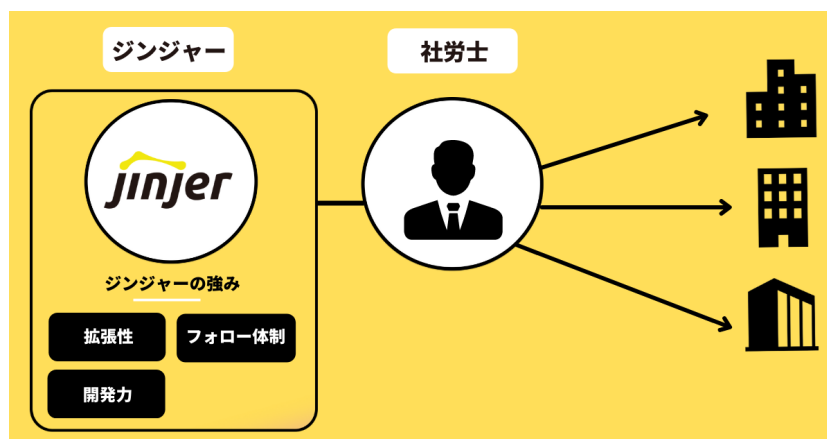 ジンジャー
社労士
jinjer
ジンジャーの強み
拡張性
フォロー体制
開発力